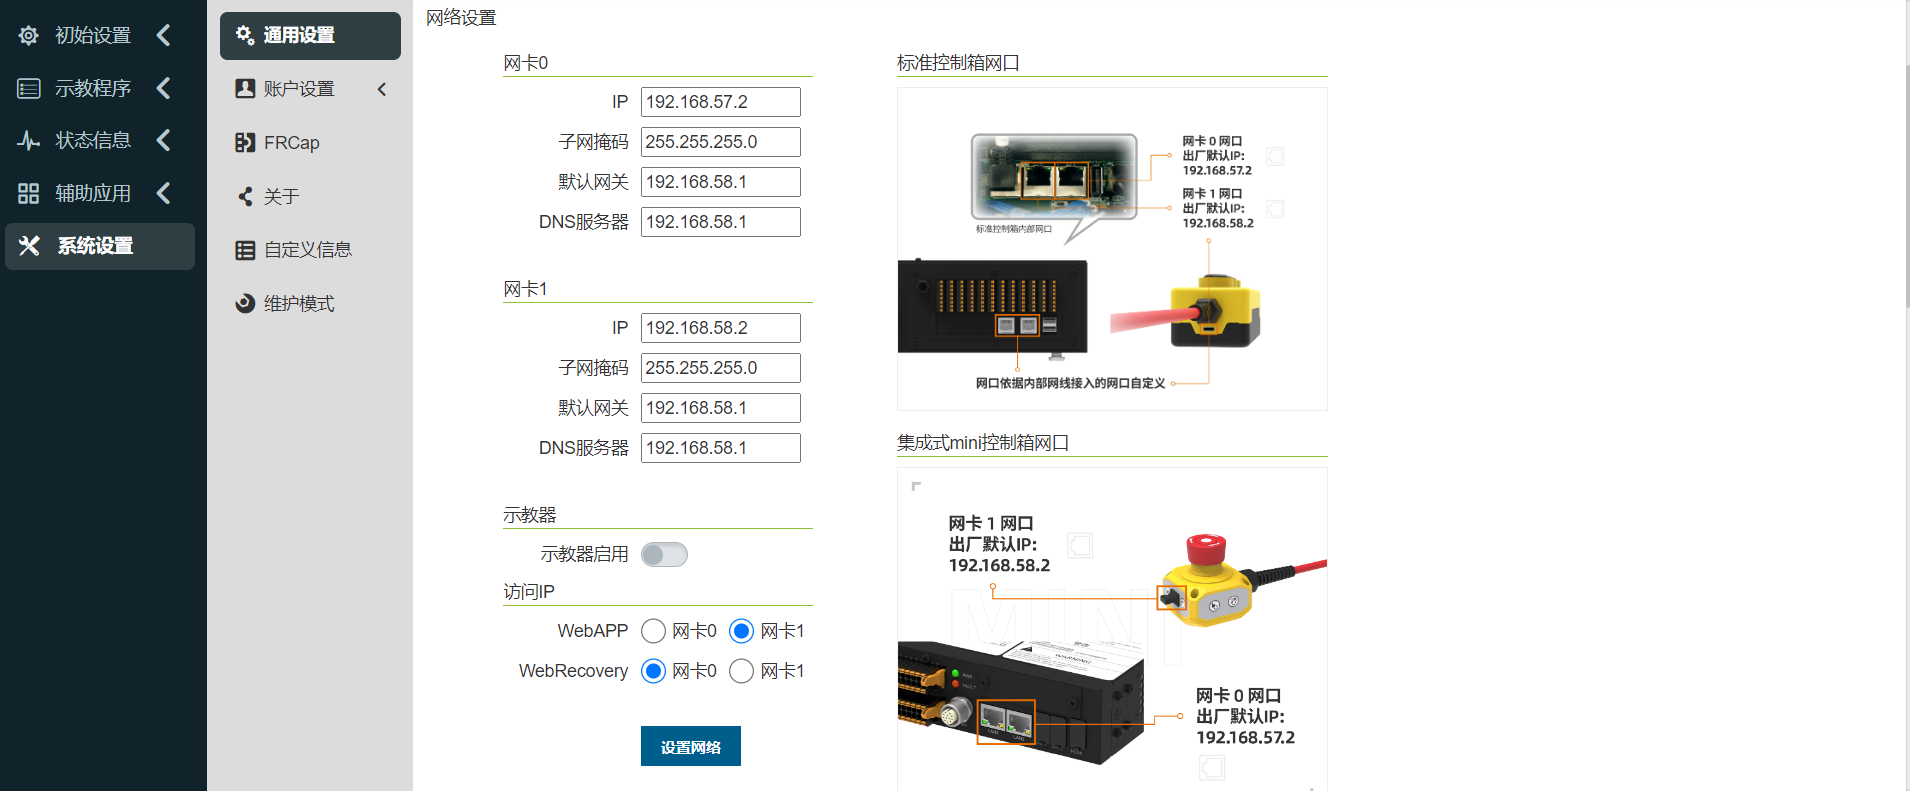 初始设置
示教程序
状态信息
辅助应用
系统设置
通用设置
账户设置
FRCap
关于
自定义信息
维护模式
网络设置
网卡0
IP 192.168.57.2
子网掩码 255.255.255.0
默认网关 192.168.58.1
DNS服务器 192.168.58.1
网卡1
IP 192.168.58.2
子网掩码 255.255.255.0
默认网关 192.168.58.1
DNS服务器 192.168.58.1
示教器
示教器启用
访问IP
WebAPP 网卡0 网卡1
WebRecovery 网卡0 网卡1
设置网络
标准控制箱网口
网卡 0 网口
出厂默认IP:
192.168.57.2
网卡 1 网口
出厂默认IP:
192.168.58.2
标准控制箱内部网口
网口依据内部网线接入的网口自定义
集成式mini控制箱网口
网卡 1 网口
出厂默认IP:
192.168.58.2
MINI
WARNING
PWR
FAULT
LAN1
LAN2
网卡 0 网口
出厂默认IP:
192.168.57.2